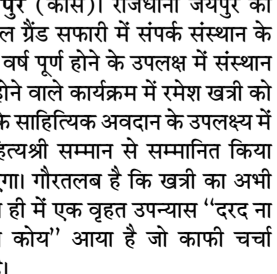 पुर (कासं)। राजधानी जयपुर की
ल ग्रैंड सफारी में संपर्क संस्थान के
वर्ष पूर्ण होने के उपलक्ष में संस्थान
होने वाले कार्यक्रम में रमेश खत्री को
के साहित्यिक अवदान के उपलक्ष्य में
हित्यश्री सम्मान से सम्मानित किया
एगा। गौरतलब है कि खत्री का अभी
ही में एक वृहत उपन्यास ‘‘दरद ना
कोय’’ आया है जो काफी चर्चा